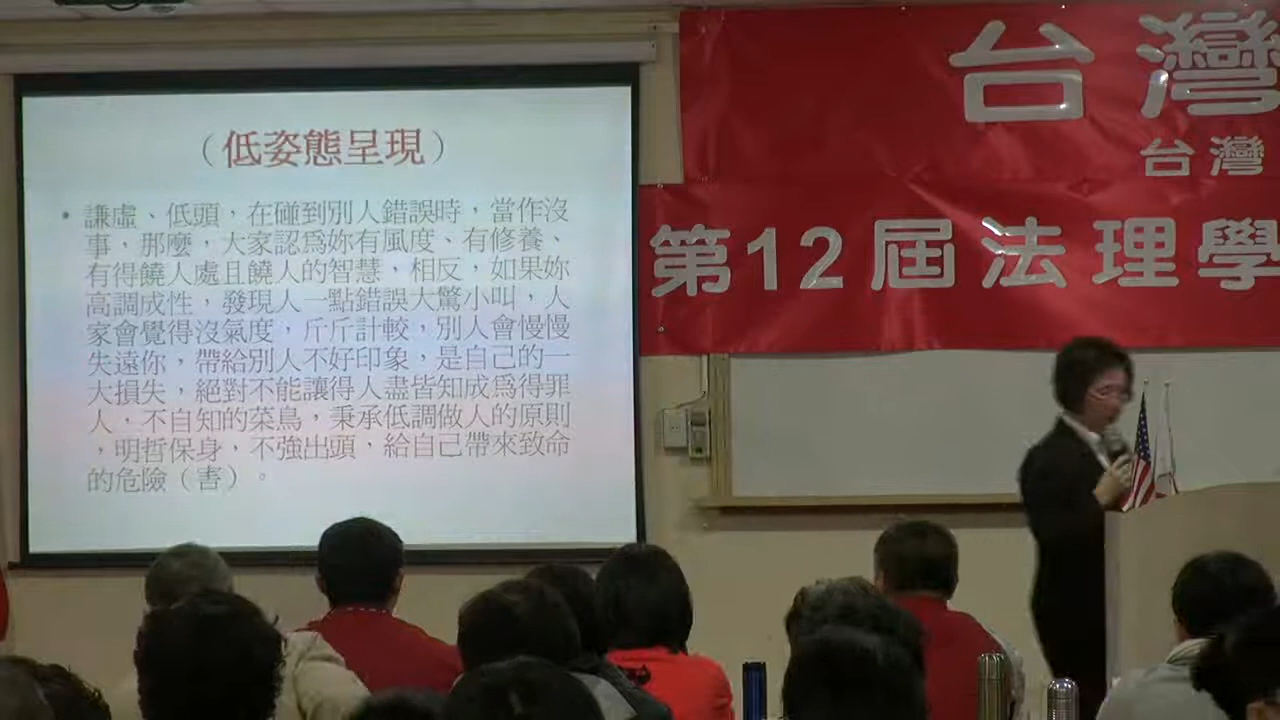 （低姿態呈現）
• 謙虛、低頭，在碰到別人錯誤時，當作沒
事，那麼，大家認為妳有風度、有修養、
有得饒人處且饒人的智慧，相反，如果妳
高調成性，發現人一點錯誤大驚小叫，人
家會覺得沒氣度，斤斤計較，別人會慢慢
失遠你，帶給別人不好印象，是自己的一
大損失，絕對不能讓得人盡皆知成為得罪
人，不自知的菜鳥，秉承低調做人的原則
，明哲保身，不強出頭，給自己帶來致命
的危險（害）。
台灣
台灣
第12屆法理學